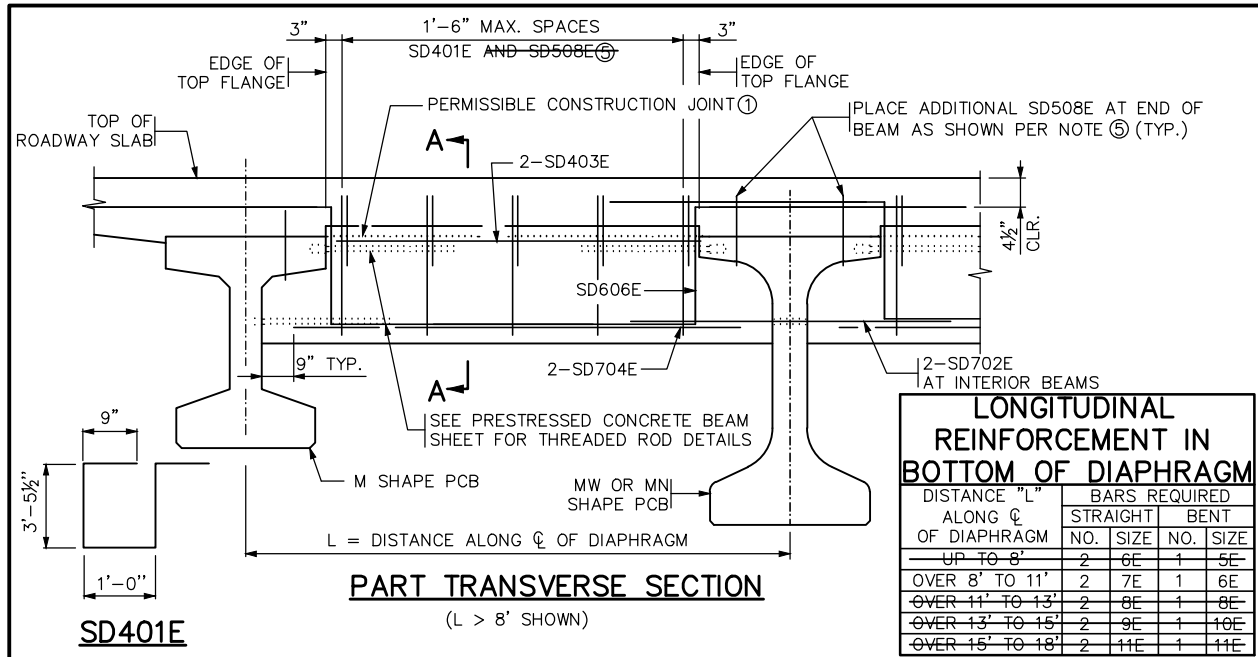 3" 1'-6" MAX. SPACES 3"
SD401E AND SD508E⑤
EDGE OF
TOP FLANGE
EDGE OF
TOP FLANGE
PERMISSIBLE CONSTRUCTION JOINT①
PLACE ADDITIONAL SD508E AT END OF
BEAM AS SHOWN PER NOTE ⑤ (TYP.)
TOP OF
ROADWAY SLAB
A
2-SD403E
4½"
CLR.
SD606E
9" TYP.
2-SD704E
2-SD702E
AT INTERIOR BEAMS
A
SEE PRESTRESSED CONCRETE BEAM
SHEET FOR THREADED ROD DETAILS
9"
M SHAPE PCB
MW OR MN
SHAPE PCB
3'-5½"
1'-0"
L = DISTANCE ALONG ℄ OF DIAPHRAGM
PART TRANSVERSE SECTION
(L > 8' SHOWN)
SD401E
LONGITUDINAL
REINFORCEMENT IN
BOTTOM OF DIAPHRAGM
DISTANCE "L"
ALONG ℄
OF DIAPHRAGM
BARS REQUIRED
STRAIGHT BENT
NO. SIZE NO. SIZE
UP TO 8' 2 6E 1 5E
OVER 8' TO 11' 2 7E 1 6E
OVER 11' TO 13' 2 8E 1 8E
OVER 13' TO 15' 2 9E 1 10E
OVER 15' TO 18' 2 11E 1 11E